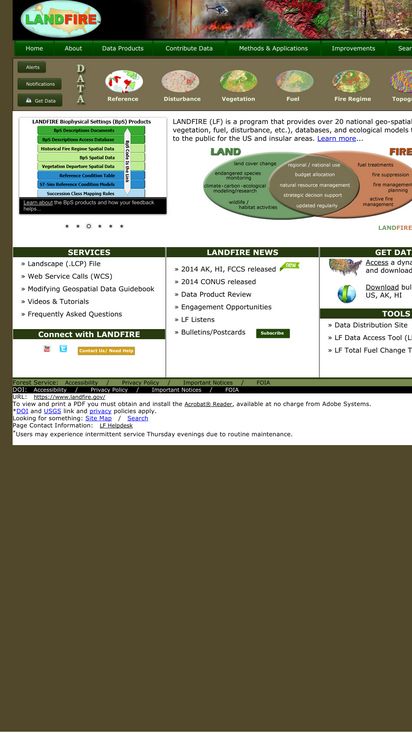 LANDFIRE
Home About Data Products Contribute Data Methods & Applications Improvements Sear
Alerts
Notifications
Get Data
DATA
Reference Disturbance Vegetation Fuel Fire Regime Topog
LANDFIRE Biophysical Settings (BpS) Products
BpS Descriptions Documents
BpS Descriptions Access Database
Historical Fire Regime Spatial Data
BpS Spatial Data
Vegetation Departure Spatial Data
Reference Condition Table
ST-Sim Reference Condition Models
Succession Class Mapping Rules
BpS Code is the Link
Learn about the BpS products and how your feedback
helps...
LANDFIRE (LF) is a program that provides over 20 national geo-spatial
vegetation, fuel, disturbance, etc.), databases, and ecological models
to the public for the US and insular areas. Learn more...
LAND FIRE
land cover change
endangered species
monitoring
climate-carbon-ecological
modeling/research
wildlife /
habitat activities
regional / national use
budget allocation
natural resource management
strategic decision support
updated regularly
fuel treatments
fire suppression
fire management
planning
active fire
management
LANDFIRE
SERVICES
» Landscape (.LCP) File
» Web Service Calls (WCS)
» Modifying Geospatial Data Guidebook
» Videos & Tutorials
» Frequently Asked Questions
Connect with LANDFIRE
Contact Us/ Need Help
LANDFIRE NEWS
» 2014 AK, HI, FCCS released
» 2014 CONUS released
» Data Product Review
» Engagement Opportunities
» LF Listens
» Bulletins/Postcards Subscribe
GET DATA
Access a dyna
and download
Download bul
US, AK, HI
TOOLS
» Data Distribution Site
» LF Data Access Tool (L
» LF Total Fuel Change T
Forest Service: Accessibility / Privacy Policy / Important Notices / FOIA
DOI: Accessibility / Privacy Policy / Important Notices / FOIA
URL: https://www.landfire.gov/
To view and print a PDF you must obtain and install the Acrobat® Reader, available at no charge from Adobe Systems.
*DOI and USGS link and privacy policies apply.
Looking for something: Site Map / Search
Page Contact Information: LF Helpdesk
*Users may experience intermittent service Thursday evenings due to routine maintenance.